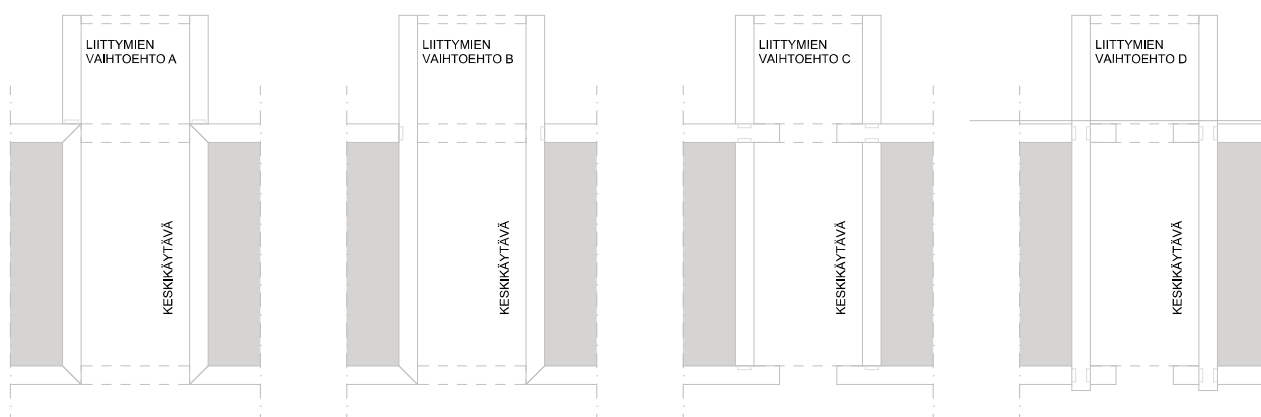 LIITTYMIEN
VAIHTOEHTO A
KESKIKÄYTÄVÄ
LIITTYMIEN
VAIHTOEHTO B
KESKIKÄYTÄVÄ
LIITTYMIEN
VAIHTOEHTO C
KESKIKÄYTÄVÄ
LIITTYMIEN
VAIHTOEHTO D
KESKIKÄYTÄVÄ